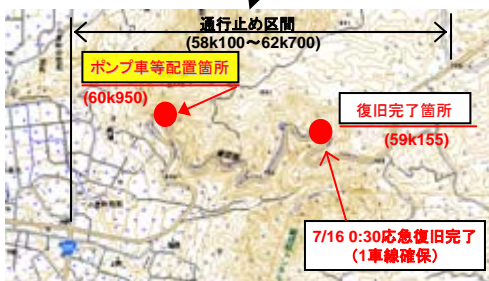 通行止め区間
(58k100～62k700)
ポンプ車等配置箇所
(60k950)
復旧完了箇所
(59k155)
7/16 0:30応急復旧完了
(1車線確保)